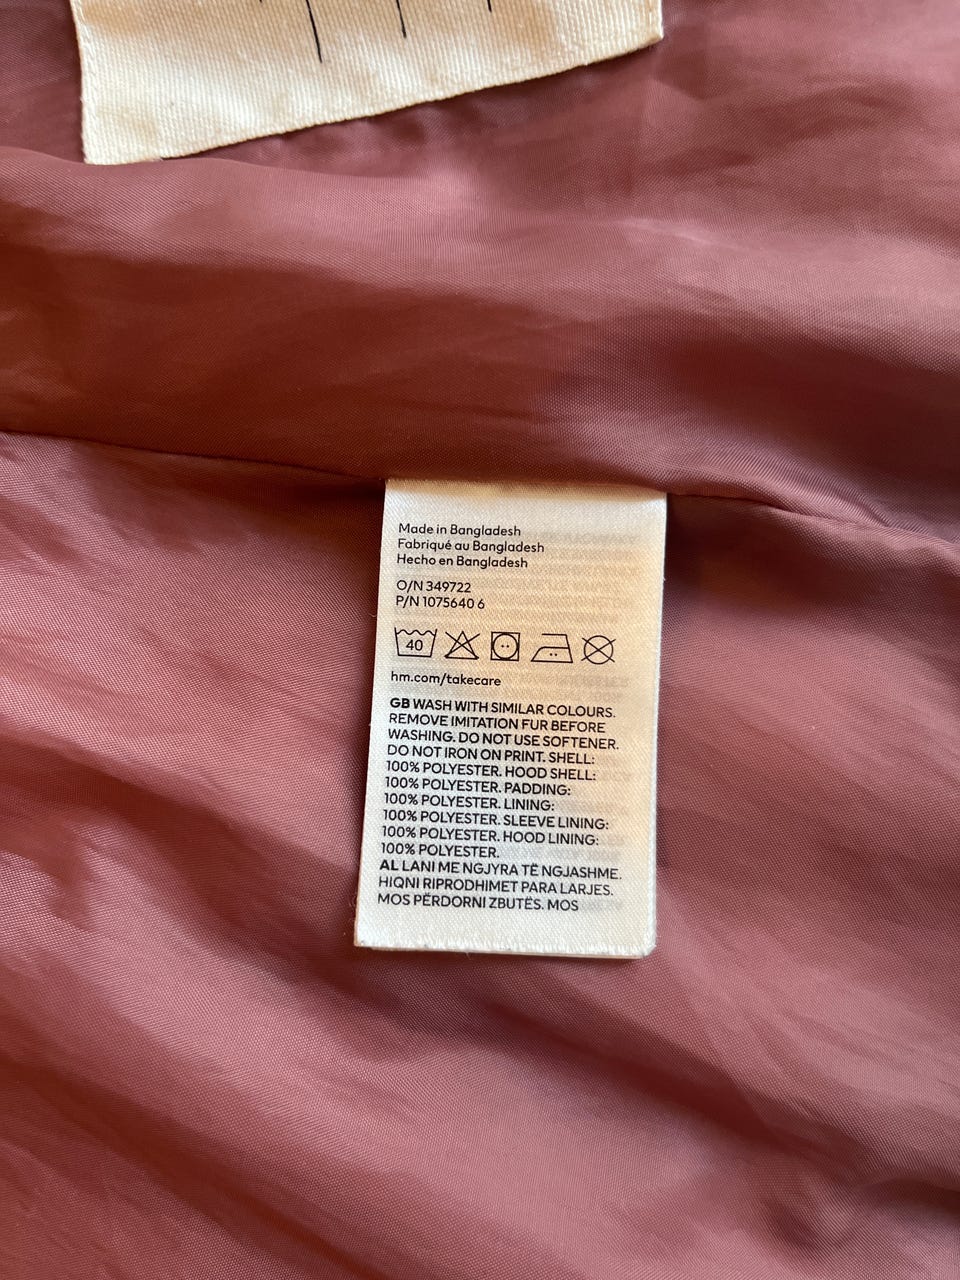 Made in Bangladesh
Fabriqué au Bangladesh
Hecho en Bangladesh
O/N 349722
P/N 1075640 6
40
hm.com/takecare
GB WASH WITH SIMILAR COLOURS.
REMOVE IMITATION FUR BEFORE
WASHING. DO NOT USE SOFTENER.
DO NOT IRON ON PRINT. SHELL:
100% POLYESTER. HOOD SHELL:
100% POLYESTER. PADDING:
100% POLYESTER. LINING:
100% POLYESTER. SLEEVE LINING:
100% POLYESTER. HOOD LINING:
100% POLYESTER.
AL LANI ME NGJYRA TË NGJASHME.
HIQNI RIPRODHIMET PARA LARJES.
MOS PËRDORNI ZBUTËS. MOS